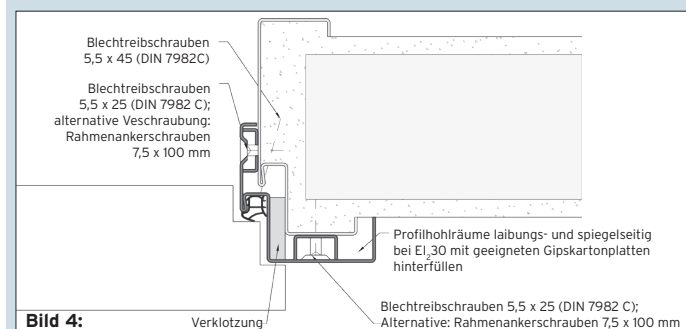 Blechtreibschrauben
5,5 x 45 (DIN 7982C)
Blechtreibschrauben
5,5 x 25 (DIN 7982 C);
alternative Veschraubung:
Rahmenankerschrauben
7,5 x 100 mm
Profilhohlräume laibungs- und spiegelseitig
bei EI₂30 mit geeigneten Gipskartonplatten
hinterfüllen
Blechtreibschrauben 5,5 x 25 (DIN 7982 C);
Alternative: Rahmenankerschrauben 7,5 x 100 mm
Verklotzung
Bild 4: